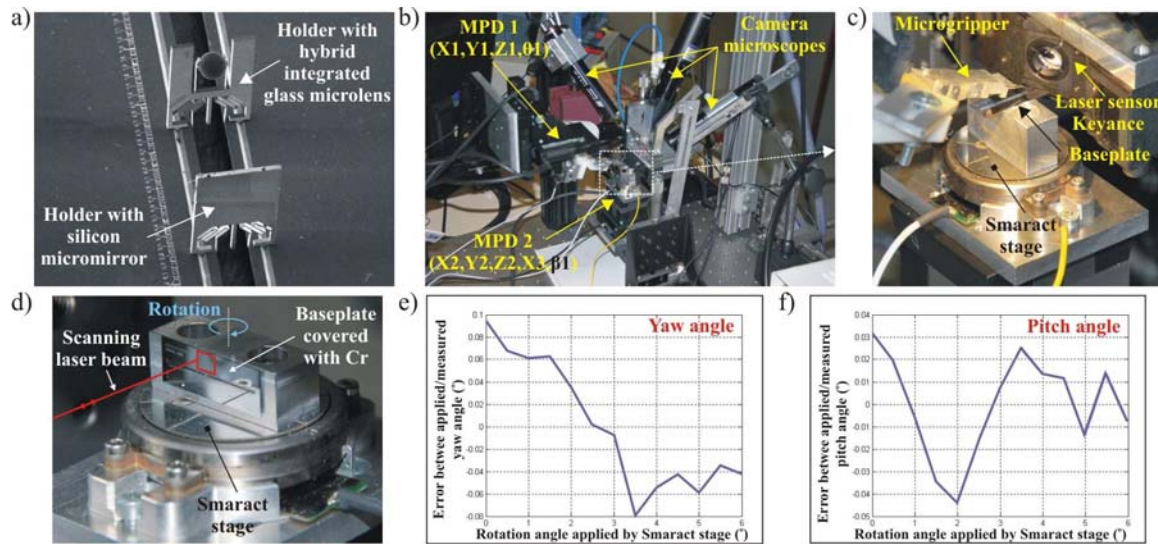 a)
Holder with
hybrid
integrated
glass microlens
Holder with
silicon
micromirror
b)
MPD 1
(X1,Y1,Z1,θ1)
Camera
microscopes
MPD 2
(X2,Y2,Z2,X3,β1)
c)
Microgripper
Laser sensor
Keyance
Baseplate
Smaract
stage
d)
Rotation
Scanning
laser beam
Baseplate
covered
with Cr
Smaract
stage
e)
Yaw angle
Error betwee applied/measured
yaw angle (°)
0.1
0.08
0.06
0.04
0.02
0
-0.02
-0.04
-0.06
-0.08
0 1 2 3 4 5 6
Rotation angle applied by Smaract stage (°)
f)
Pitch angle
Error betwee applied/measured
pitch angle (°)
0.04
0.03
0.02
0.01
0
-0.01
-0.02
-0.03
-0.04
-0.05
0 1 2 3 4 5 6
Rotation angle applied by Smaract stage (°)